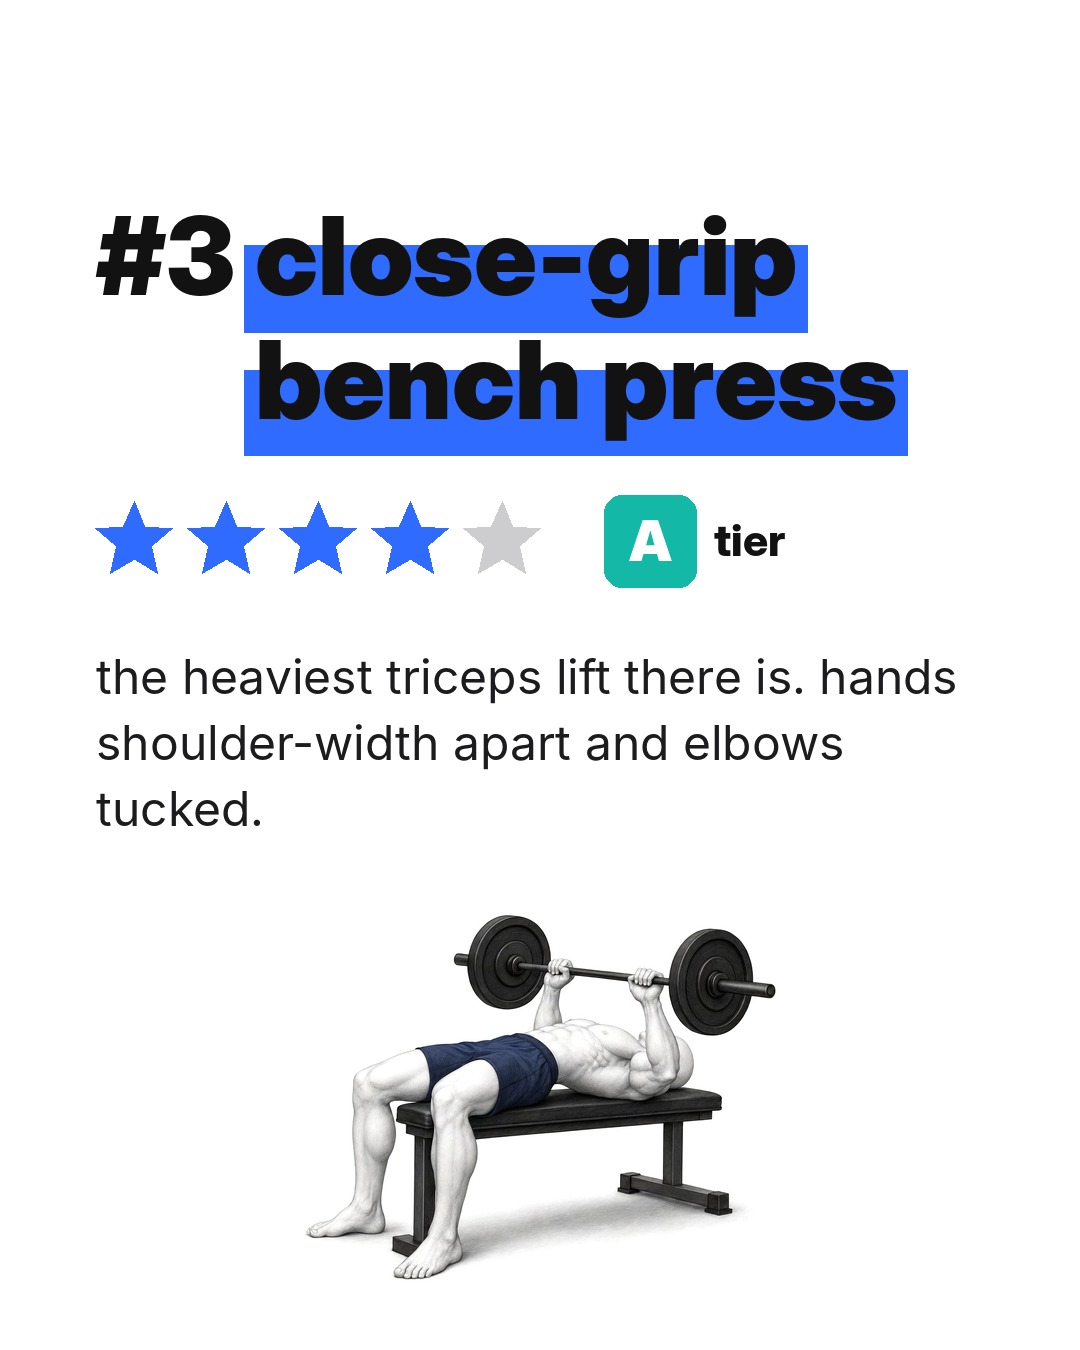 #3 close-grip
bench press
A tier
the heaviest triceps lift there is. hands
shoulder-width apart and elbows
tucked.